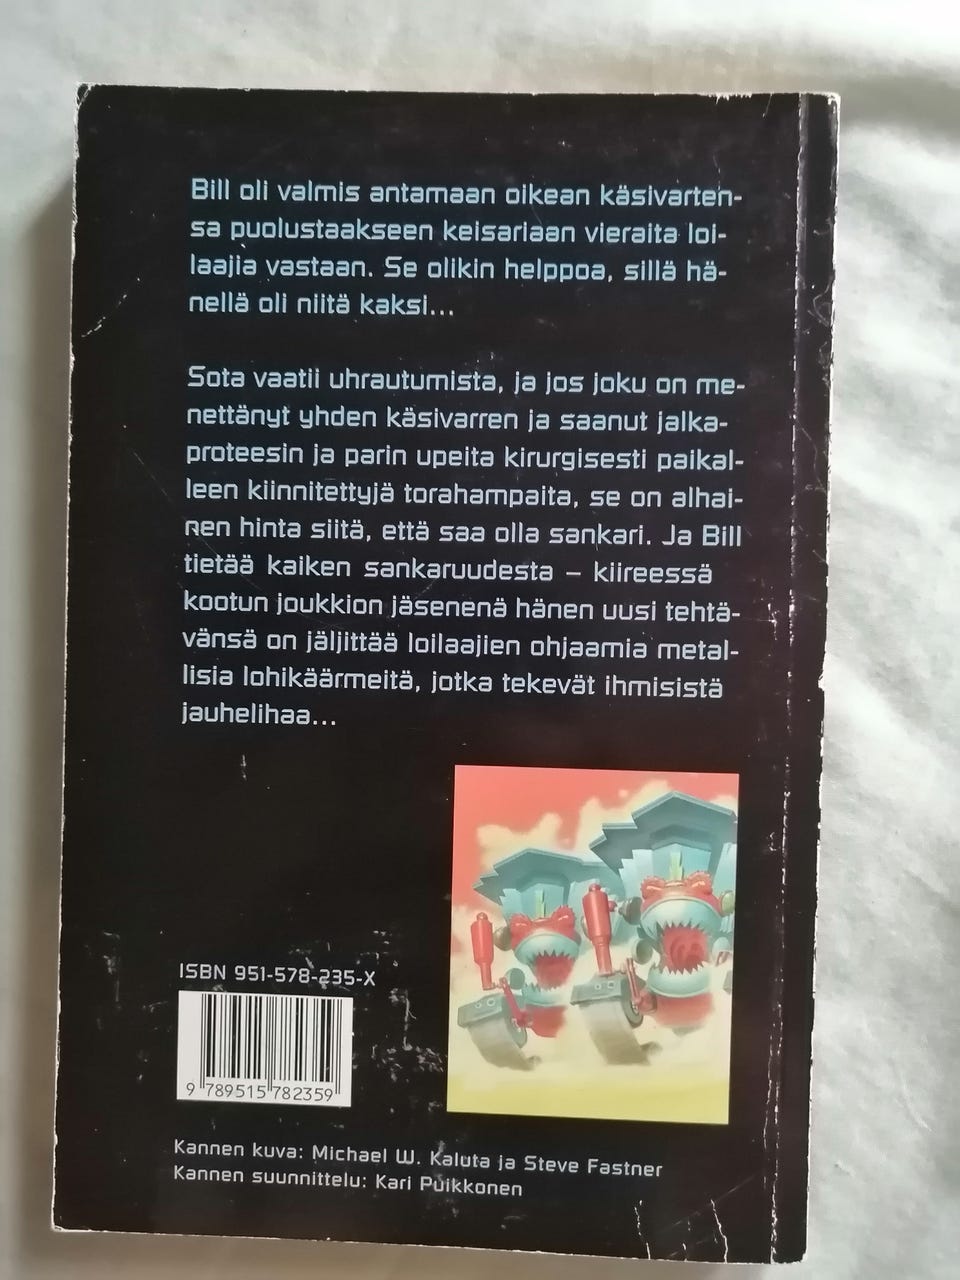 Bill oli valmis antamaan oikean käsivarten-
sa puolustaakseen keisariaan vieraita loi-
laajia vastaan. Se olikin helppoa, sillä hä-
nellä oli niitä kaksi...
Sota vaatii uhrautumista, ja jos joku on me-
nettänyt yhden käsivarren ja saanut jalka-
proteesin ja parin upeita kirurgisesti paikal-
leen kiinnitettyjä torahampaita, se on alhai-
nen hinta siitä, että saa olla sankari. Ja Bill
tietää kaiken sankaruudesta – kiireessä
kootun joukkion jäsenenä hänen uusi tehtä-
vänsä on jäljittää loilaajien ohjaamia metal-
lisia lohikäärmeitä, jotka tekevät ihmisistä
jauhelihaa...
ISBN 951-578-235-X
9 789515 782359
Kannen kuva: Michael W. Kaluta ja Steve Fastner
Kannen suunnittelu: Kari Puikkonen